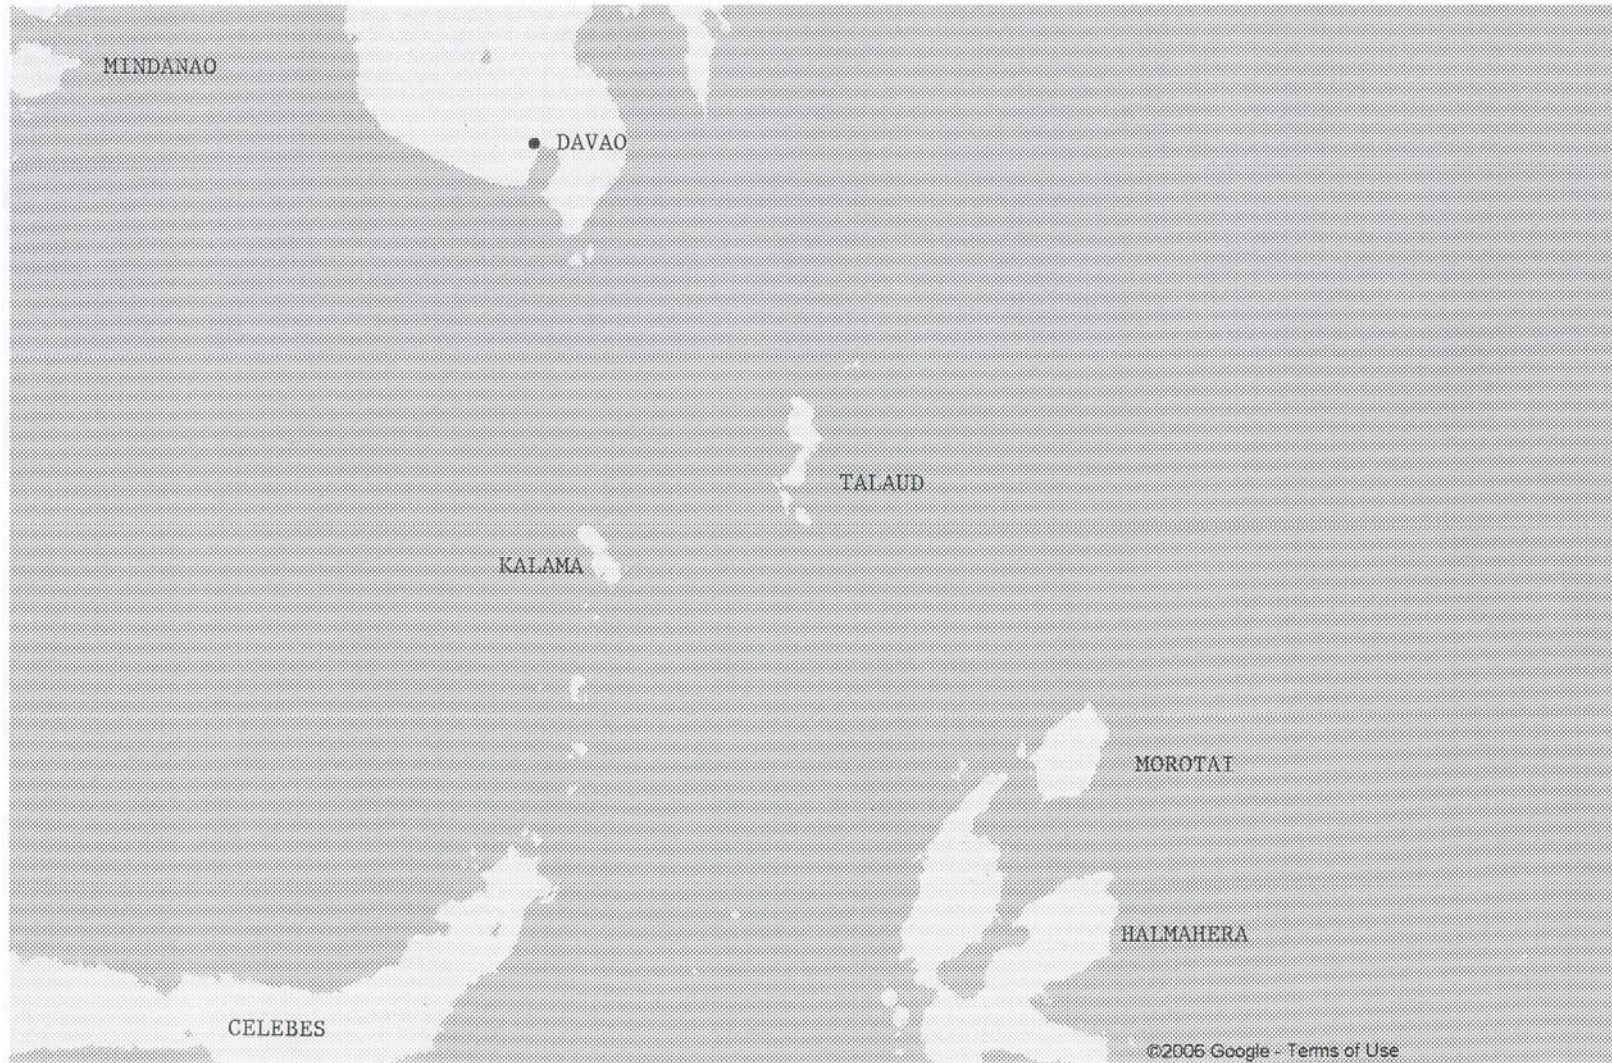 MINDANAO
DAVAO
TALAUD
KALAMA
MOROTAI
HALMAHERA
CELEBES
©2006 Google - Terms of Use